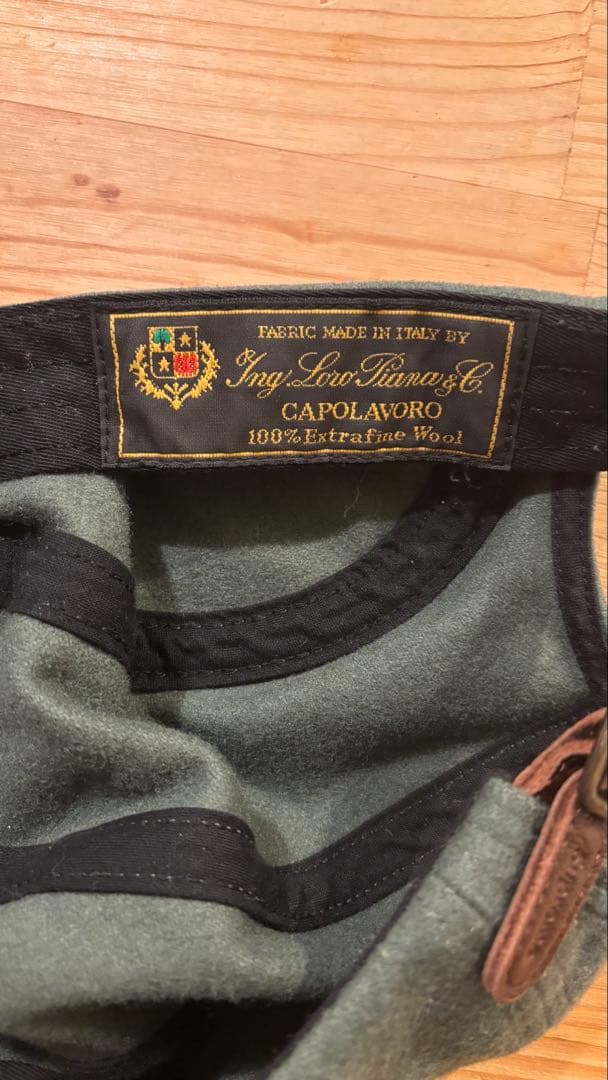 FABRIC MADE IN ITALY BY
Ing. Loro Piana & C.
CAPOLAVORO
100% Extrafine Wool